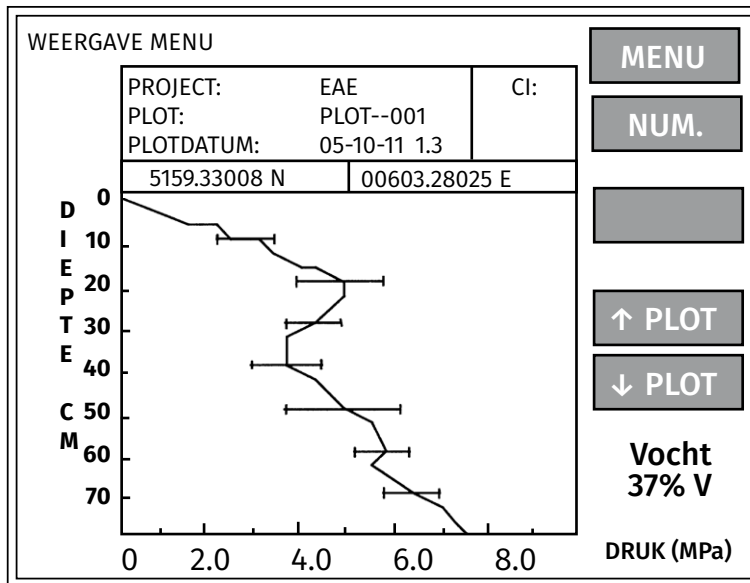 WEERGAVE MENU
PROJECT: EAE CI:
PLOT: PLOT--001
PLOTDATUM: 05-10-11 1.3
5159.33008 N 00603.28025 E
DIEPTE CM
0
10
20
30
40
50
60
70
0 2.0 4.0 6.0 8.0
MENU
NUM.
↑ PLOT
↓ PLOT
Vocht
37% V
DRUK (MPa)